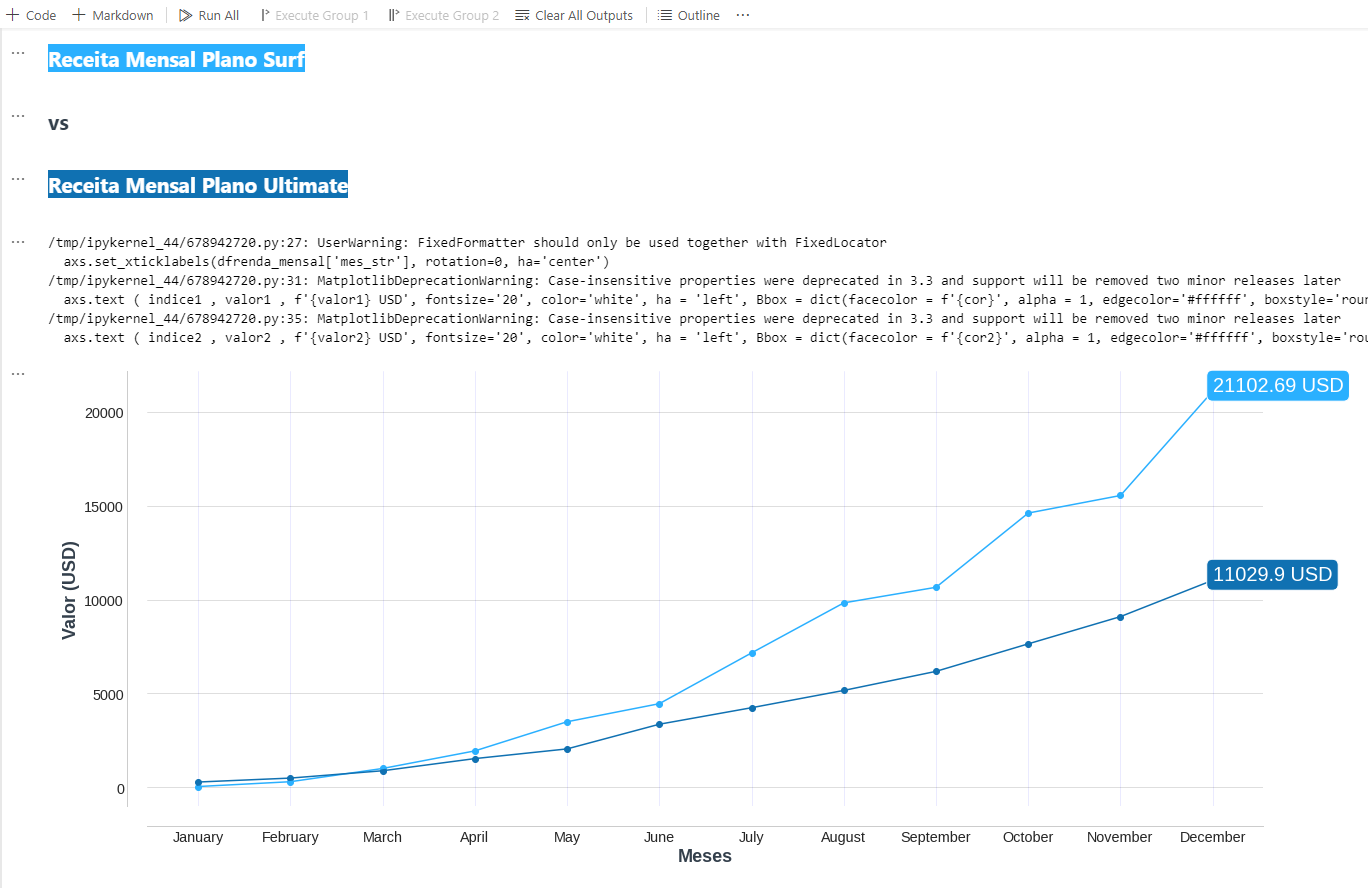 Code Markdown Run All Execute Group 1 Execute Group 2 Clear All Outputs Outline ...
Receita Mensal Plano Surf
vs
Receita Mensal Plano Ultimate
/tmp/ipykernel_44/678942720.py:27: UserWarning: FixedFormatter should only be used together with FixedLocator
axs.set_xticklabels(dfrenda_mensal['mes_str'], rotation=0, ha='center')
/tmp/ipykernel_44/678942720.py:31: MatplotlibDeprecationWarning: Case-insensitive properties were deprecated in 3.3 and support will be removed two minor releases later
axs.text ( indice1 , valor1 , f'{valor1} USD', fontsize='20', color='white', ha = 'left', Bbox = dict(facecolor = f'{cor}', alpha = 1, edgecolor='#ffffff', boxstyle='rou
/tmp/ipykernel_44/678942720.py:35: MatplotlibDeprecationWarning: Case-insensitive properties were deprecated in 3.3 and support will be removed two minor releases later
axs.text ( indice2 , valor2 , f'{valor2} USD', fontsize='20', color='white', ha = 'left', Bbox = dict(facecolor = f'{cor2}', alpha = 1, edgecolor='#ffffff', boxstyle='rou
21102.69 USD
20000
15000
11029.9 USD
10000
Valor (USD)
5000
0
January February March April May June July August September October November December
Meses